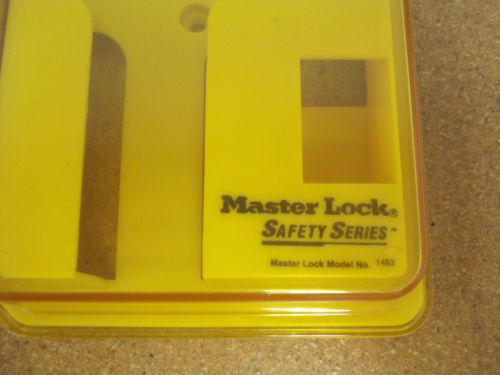 Master Lock®
SAFETY SERIES™
Master Lock Model No. 1483